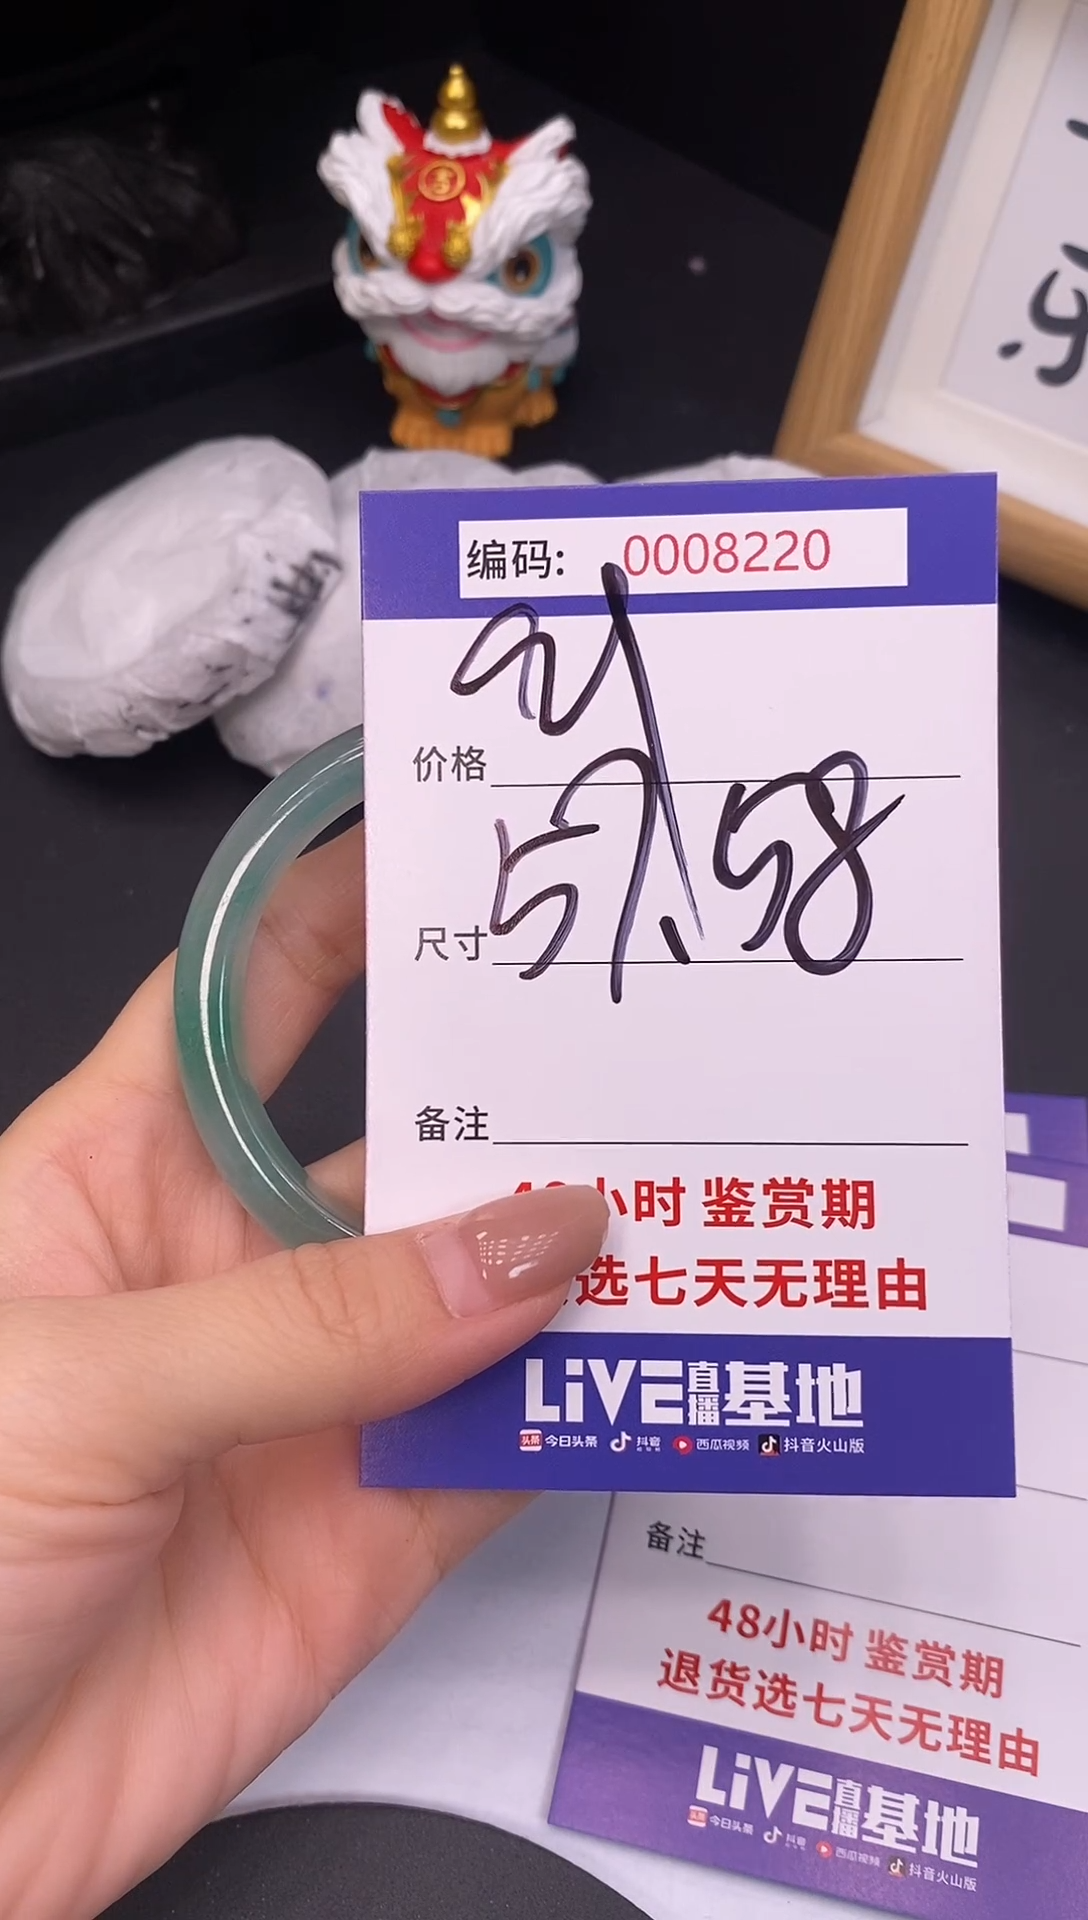 编码: 0008220
价格
尺寸 57、58
备注
小时 鉴赏期
选七天无理由
LiVE直播基地
今日头条 抖音 西瓜视频 抖音火山版
备注
48小时 鉴赏期
退货选七天无理由
LiVE直播基地
今日头条 抖音 西瓜视频 抖音火山版
乐